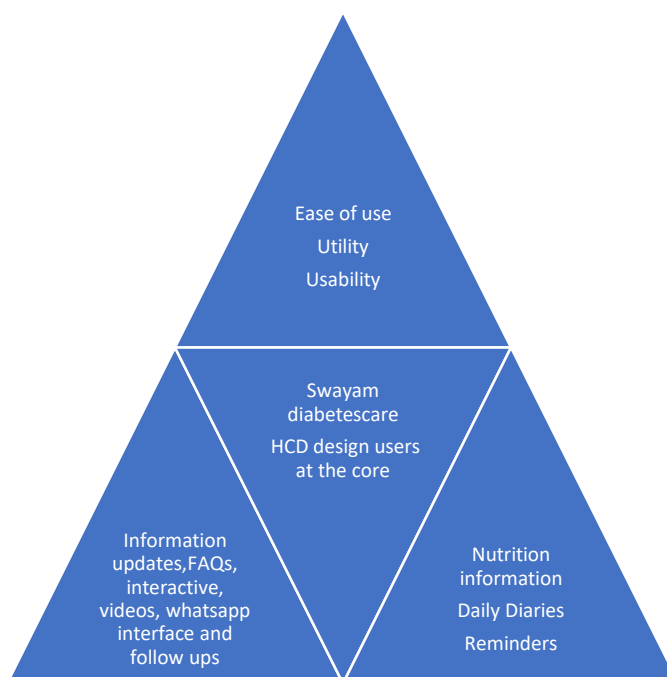 Ease of use
Utility
Usability
Swayam
diabetescare
HCD design users
at the core
Information
updates,FAQs,
interactive,
videos, whatsapp
interface and
follow ups
Nutrition
information
Daily Diaries
Reminders